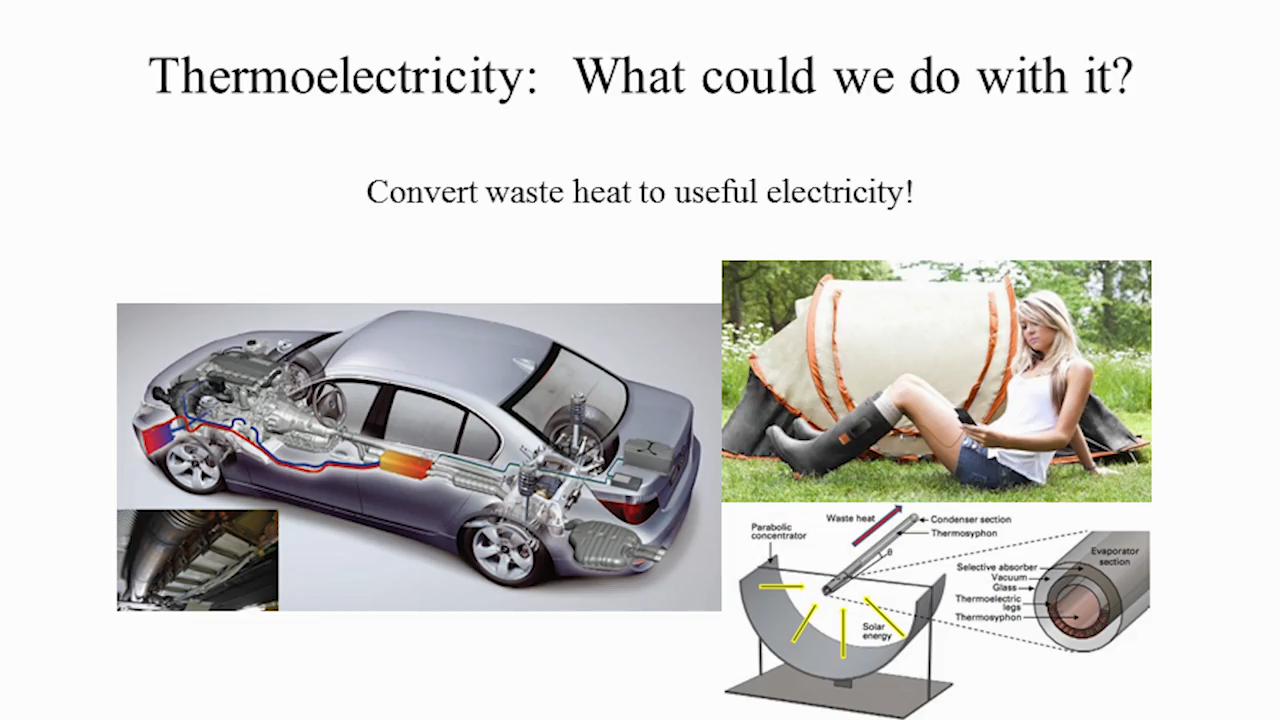 Thermoelectricity: What could we do with it?
Convert waste heat to useful electricity!
Waste heat
Condenser section
Thermosyphon
Parabolic
concentrator
θ
Evaporator
section
Selective absorber
Vacuum
Glass
Thermoelectric
legs
Thermosyphon
Solar
energy